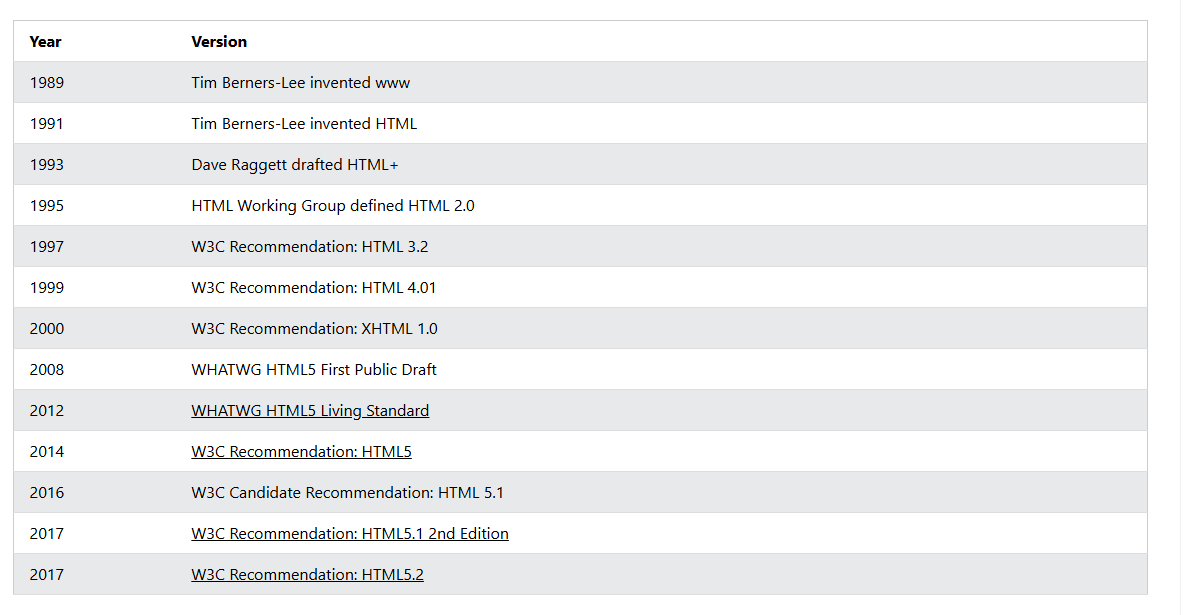 Year Version
1989 Tim Berners-Lee invented www
1991 Tim Berners-Lee invented HTML
1993 Dave Raggett drafted HTML+
1995 HTML Working Group defined HTML 2.0
1997 W3C Recommendation: HTML 3.2
1999 W3C Recommendation: HTML 4.01
2000 W3C Recommendation: XHTML 1.0
2008 WHATWG HTML5 First Public Draft
2012 WHATWG HTML5 Living Standard
2014 W3C Recommendation: HTML5
2016 W3C Candidate Recommendation: HTML 5.1
2017 W3C Recommendation: HTML5.1 2nd Edition
2017 W3C Recommendation: HTML5.2